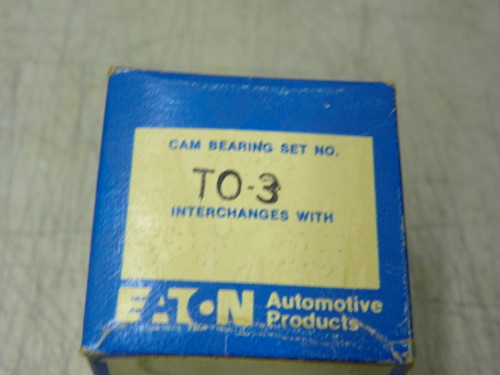 CAM BEARING SET NO.
TO-3
INTERCHANGES WITH
EATON Automotive
Products